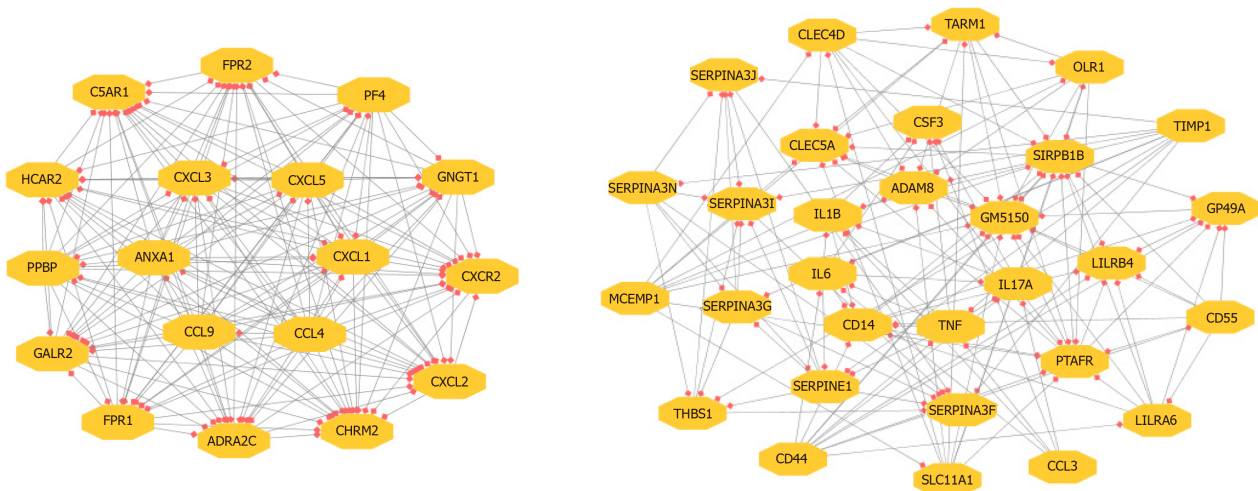 FPR2
C5AR1
PF4
HCAR2
CXCL3
CXCL5
GNGT1
PPBP
ANXA1
CXCL1
CXCR2
CCL9
CCL4
GALR2
CXCL2
FPR1
ADRA2C
CHRM2
TARM1
CLEC4D
OLR1
SERPINA3J
CSF3
TIMP1
CLEC5A
SIRPB1B
SERPINA3N
ADAM8
SERPINA3I
IL1B
GM5150
GP49A
LILRB4
IL6
IL17A
MCEMP1
SERPINA3G
CD14
TNF
CD55
PTAFR
SERPINE1
THBS1
SERPINA3F
LILRA6
CD44
CCL3
SLC11A1